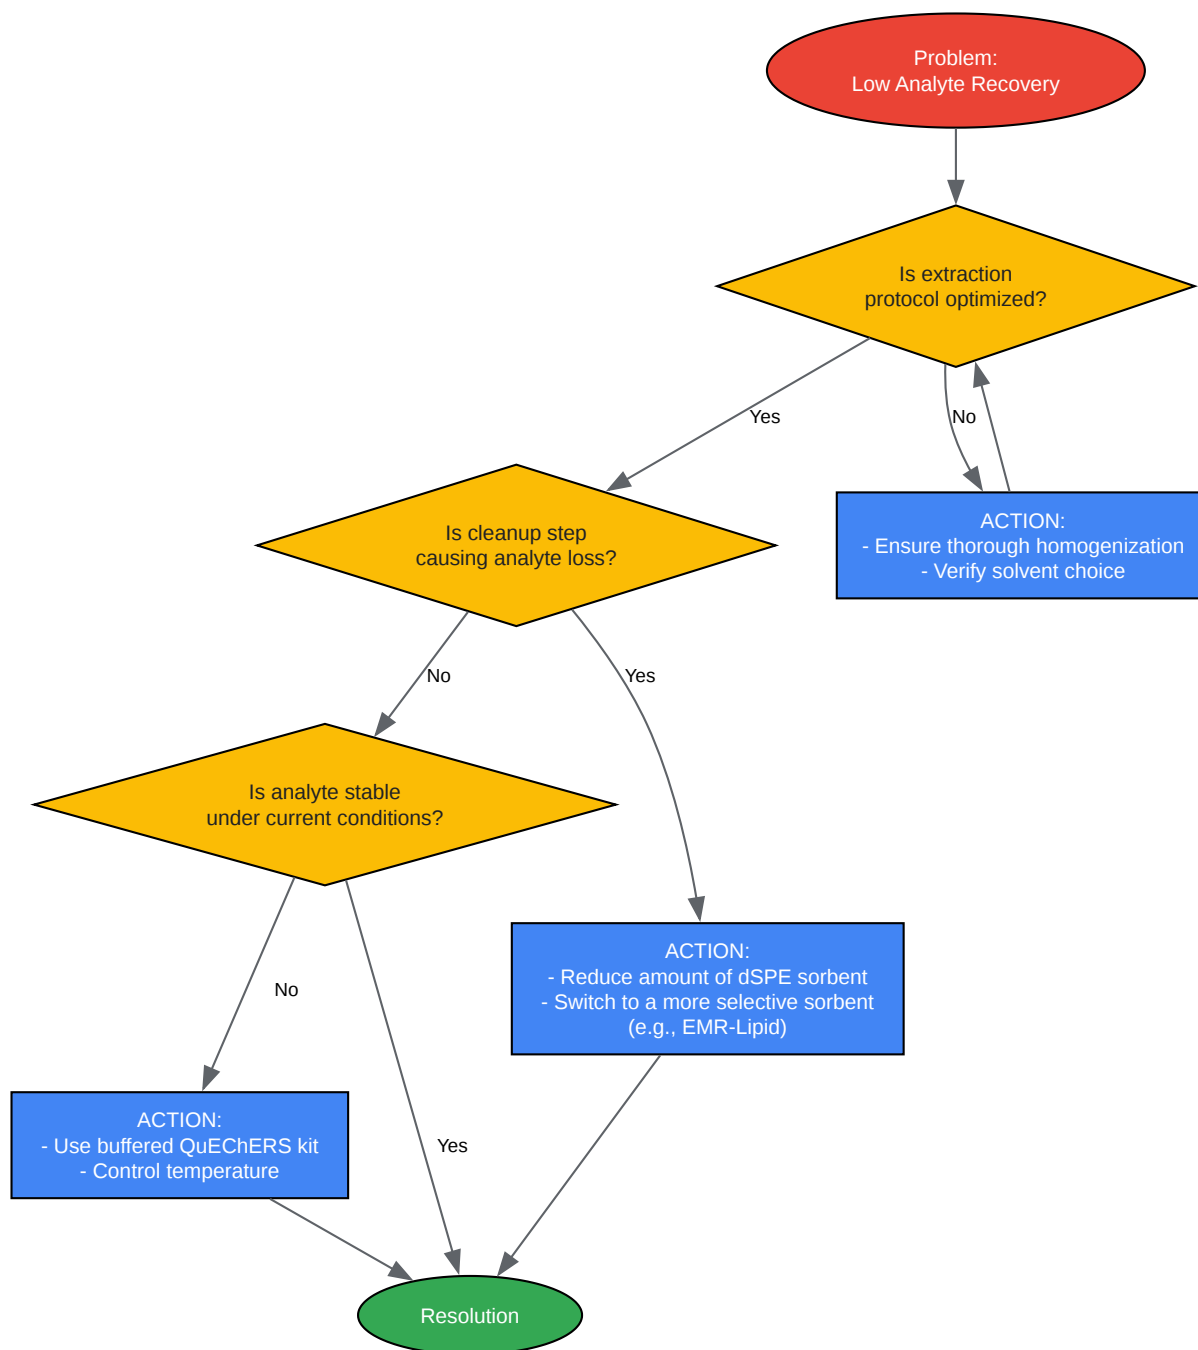 Problem:
Low Analyte Recovery
Is extraction
protocol optimized?
Yes
No
ACTION:
- Ensure thorough homogenization
- Verify solvent choice
Is cleanup step
causing analyte loss?
No
Yes
Is analyte stable
under current conditions?
ACTION:
- Reduce amount of dSPE sorbent
- Switch to a more selective sorbent
(e.g., EMR-Lipid)
No
Yes
ACTION:
- Use buffered QuEChERS kit
- Control temperature
Resolution